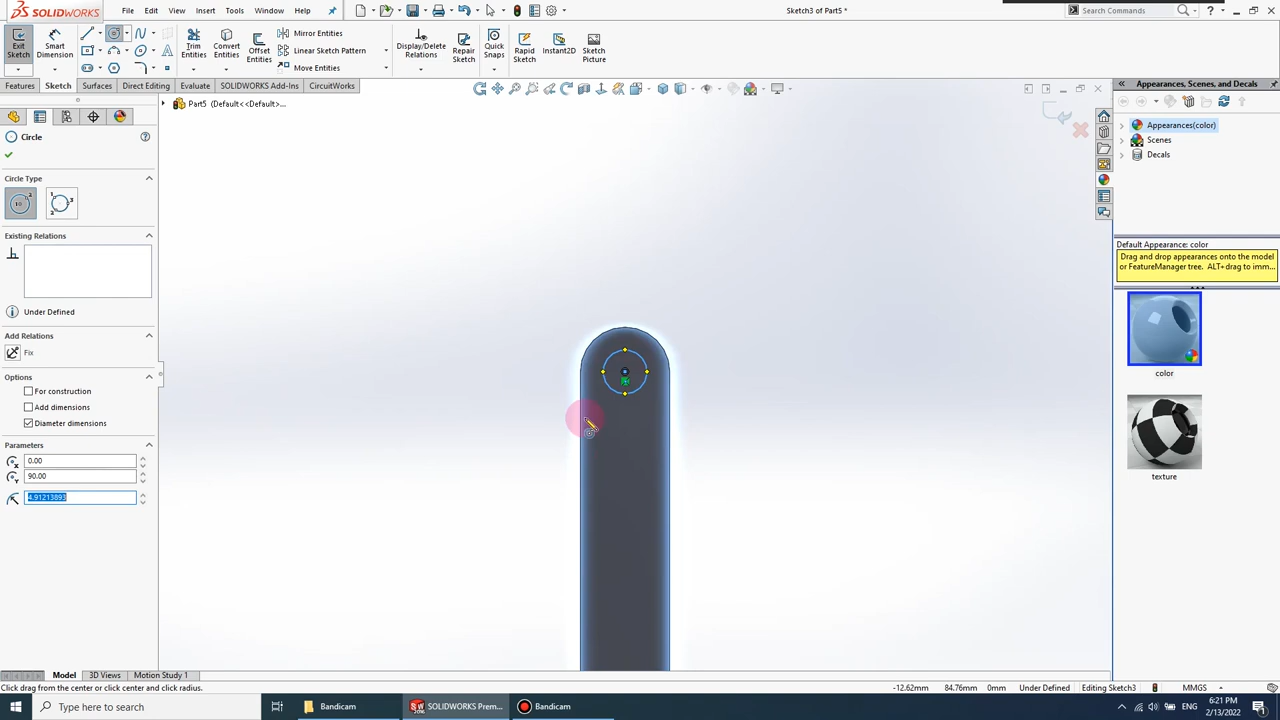 SOLIDWORKS
File Edit View Insert Tools Window Help
Sketch3 of Part5 *
Search Commands
Exit Sketch
Smart Dimension
Trim Entities
Convert Entities
Offset Entities
Mirror Entities
Linear Sketch Pattern
Move Entities
Display/Delete Relations
Repair Sketch
Quick Snaps
Rapid Sketch
Instant2D
Sketch Picture
Features Sketch Surfaces Direct Editing Evaluate SOLIDWORKS Add-Ins CircuitWorks
Appearances, Scenes, and Decals
Part5 (Default<<Default>...
Appearances(color)
Scenes
Decals
Circle
Circle Type
Existing Relations
Under Defined
Add Relations
Fix
Options
For construction
Add dimensions
Diameter dimensions
Parameters
0.00
90.00
4.91213893
Default Appearance: color
Drag and drop appearances onto the model
or FeatureManager tree. ALT+drag to imm...
color
texture
Model 3D Views Motion Study 1
Click drag from the center or click center and click radius.
-12.62mm 84.76mm 0mm Under Defined Editing Sketch3 MMGS
Type here to search
Bandicam
SOLIDWORKS Prem...
Bandicam
ENG
6:21 PM
2/13/2022